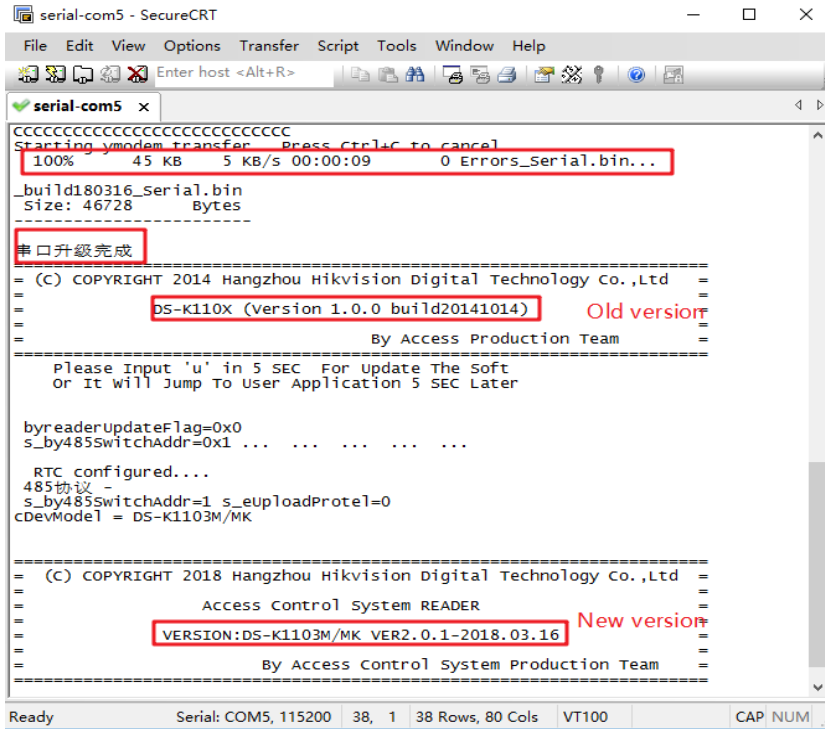 serial-com5 - SecureCRT
File Edit View Options Transfer Script Tools Window Help
Enter host <Alt+R>
serial-com5 x
CCCCCCCCCCCCCCCCCCCCCCCCCCCC
Starting ymodem transfer. Press Ctrl+C to cancel.
100% 45 KB 5 KB/s 00:00:09 0 Errors_Serial.bin...
_build180316_Serial.bin
Size: 46728 Bytes
------------------------
串口升級完成
======================================================================
= (C) COPYRIGHT 2014 Hangzhou Hikvision Digital Technology Co.,Ltd =
= =
= DS-K110X (Version 1.0.0 build20141014) Old version =
= =
= By Access Production Team =
======================================================================
Please Input 'u' in 5 SEC For Update The Soft
Or It Will Jump To User Application 5 SEC Later
byreaderUpdateFlag=0x0
s_by485SwitchAddr=0x1 ... ... ... ... ...
RTC configured....
485协议 -
s_by485SwitchAddr=1 s_eUploadProtel=0
cDevModel = DS-K1103M/MK
======================================================================
= (C) COPYRIGHT 2018 Hangzhou Hikvision Digital Technology Co.,Ltd =
= =
= Access Control System READER =
= New version =
= VERSION:DS-K1103M/MK VER2.0.1-2018.03.16 =
= =
= By Access Control System Production Team =
======================================================================
Ready Serial: COM5, 115200 38, 1 38 Rows, 80 Cols VT100 CAP NUM